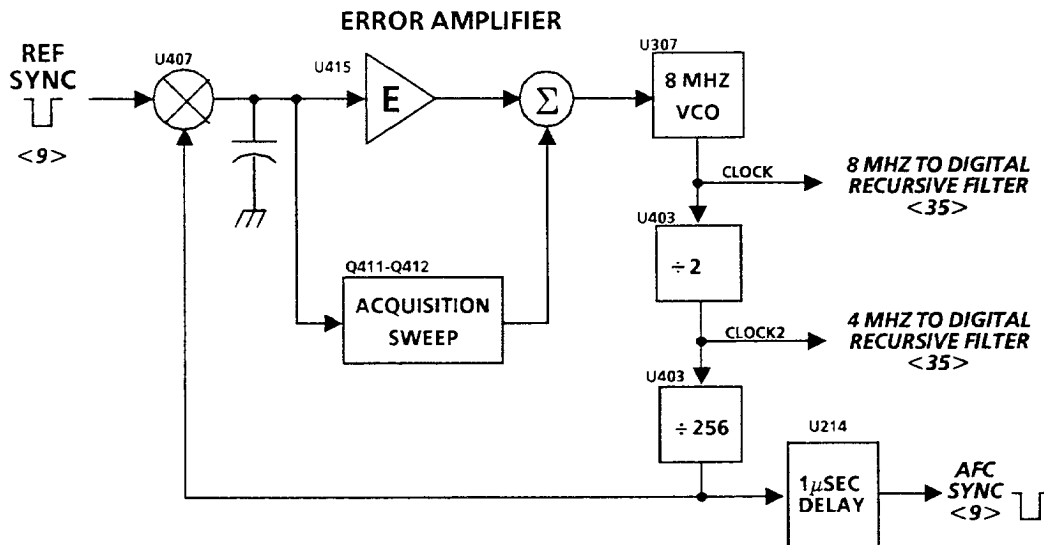 ERROR AMPLIFIER
REF
SYNC
<9>
U407
U415
E
Σ
U307
8 MHZ
VCO
CLOCK
8 MHZ TO DIGITAL
RECURSIVE FILTER
<35>
U403
÷2
Q411-Q412
ACQUISITION
SWEEP
CLOCK2
4 MHZ TO DIGITAL
RECURSIVE FILTER
<35>
U403
÷256
U214
1µSEC
DELAY
AFC
SYNC
<9>